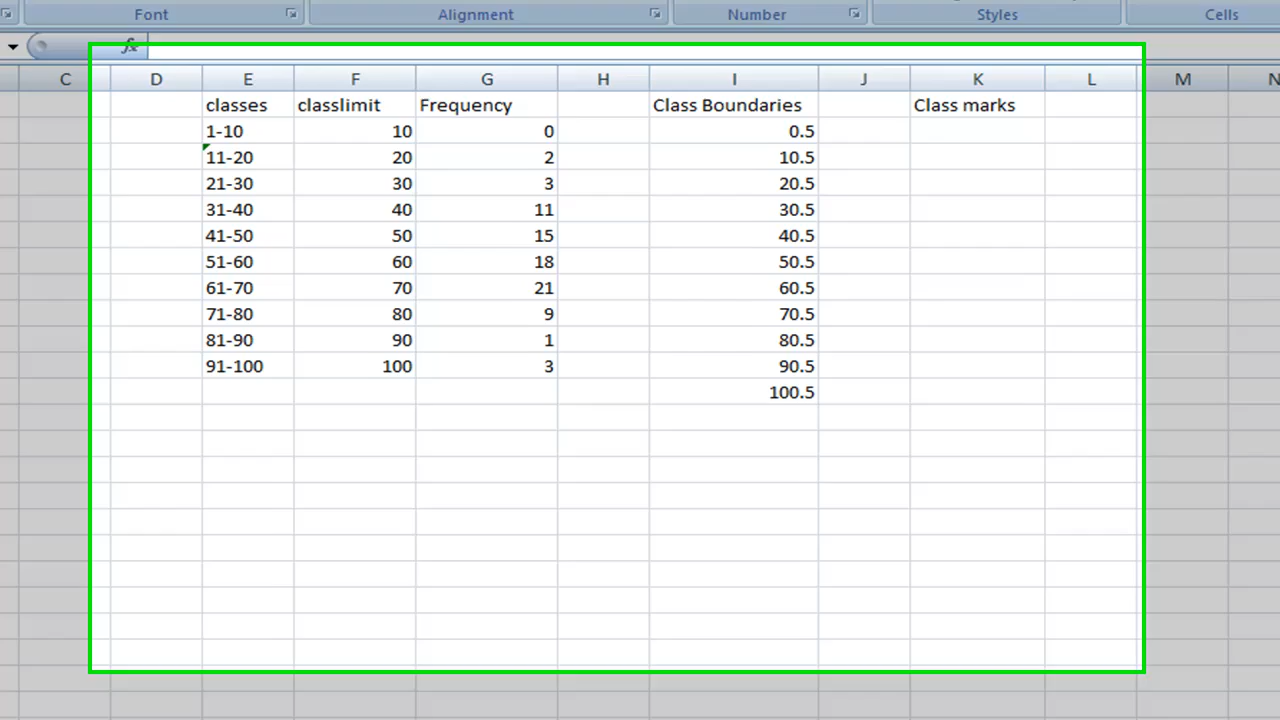 Font Alignment Number Styles Cells
fx
C D E F G H I J K L M N
classes classlimit Frequency Class Boundaries Class marks
1-10 10 0 0.5
11-20 20 2 10.5
21-30 30 3 20.5
31-40 40 11 30.5
41-50 50 15 40.5
51-60 60 18 50.5
61-70 70 21 60.5
71-80 80 9 70.5
81-90 90 1 80.5
91-100 100 3 90.5
100.5